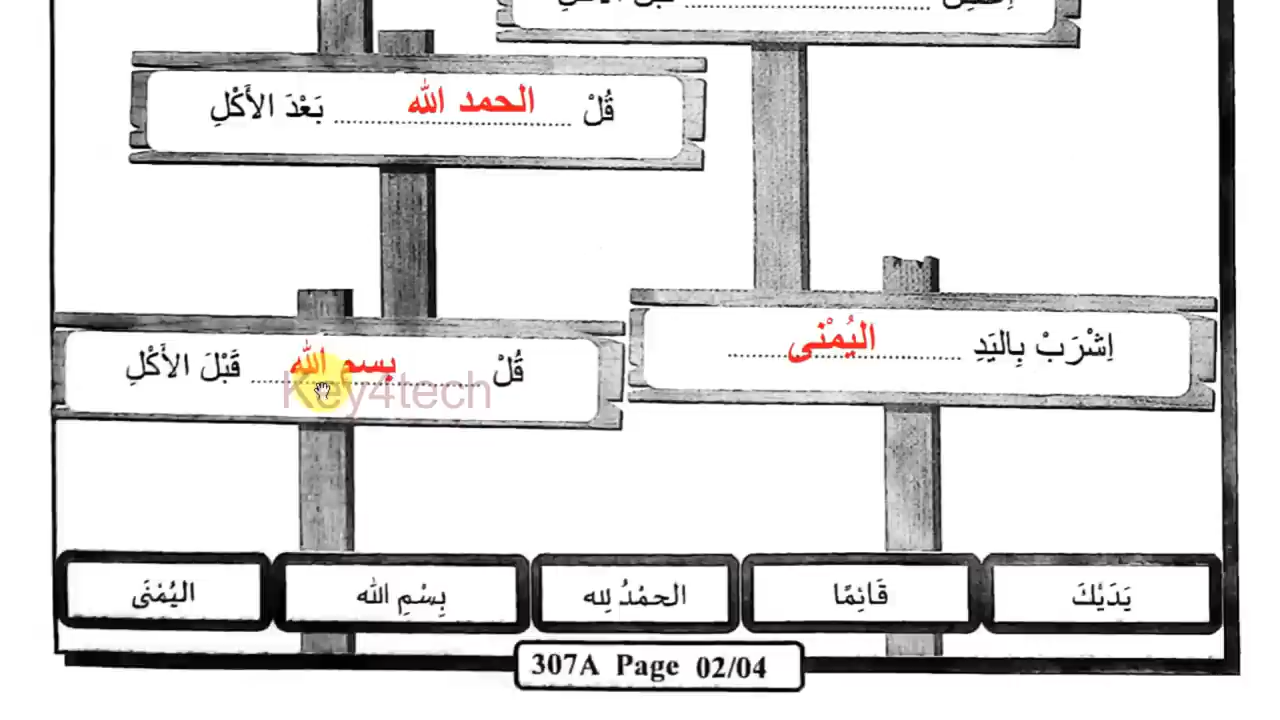 قُلْ الحمد الله بَعْدَ الأَكْلِ
اِشْرَبْ بِاليَدِ اليُمْنى
قُلْ بسم الله قَبْلَ الأَكْلِ
Key4tech
يَدَيْكَ
قَائِمًا
الحمْدُ لِله
بِسْمِ الله
اليُمْنَى
307A Page 02/04